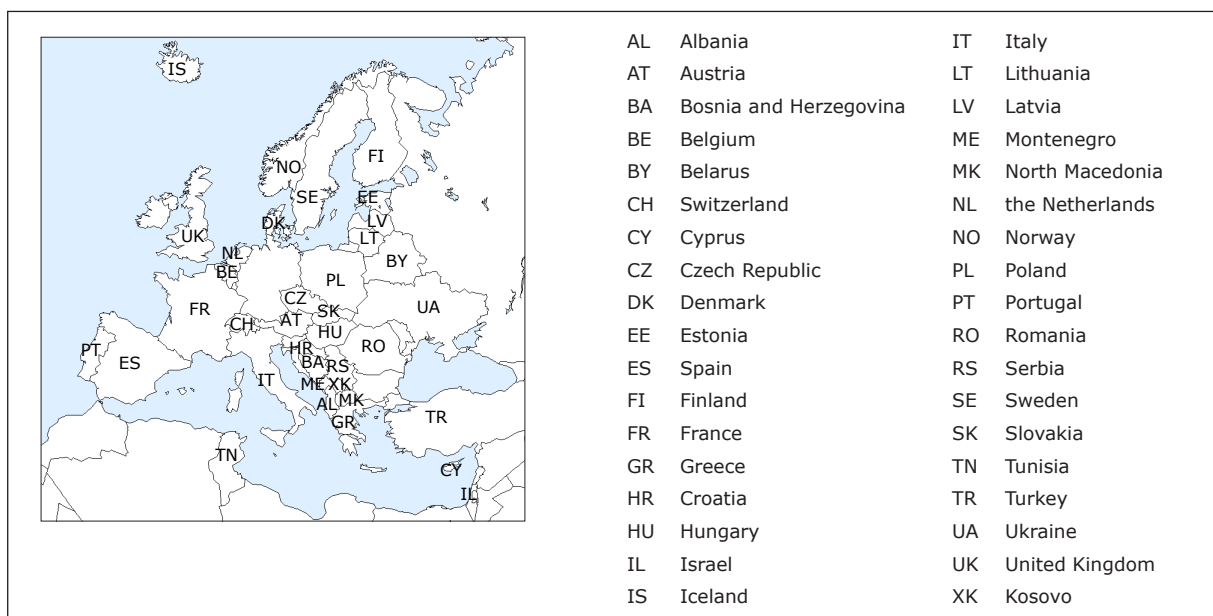 IS
NO
FI
SE
EE
DK
LV
LT
UK
NL
BY
BE
PL
CZ
UA
FR
SK
AT
CH
HU
RO
HR
PT
BA
RS
ES
IT
ME
XK
MK
AL
TR
GR
TN
CY
IL
AL Albania
AT Austria
BA Bosnia and Herzegovina
BE Belgium
BY Belarus
CH Switzerland
CY Cyprus
CZ Czech Republic
DK Denmark
EE Estonia
ES Spain
FI Finland
FR France
GR Greece
HR Croatia
HU Hungary
IL Israel
IS Iceland
IT Italy
LT Lithuania
LV Latvia
ME Montenegro
MK North Macedonia
NL the Netherlands
NO Norway
PL Poland
PT Portugal
RO Romania
RS Serbia
SE Sweden
SK Slovakia
TN Tunisia
TR Turkey
UA Ukraine
UK United Kingdom
XK Kosovo